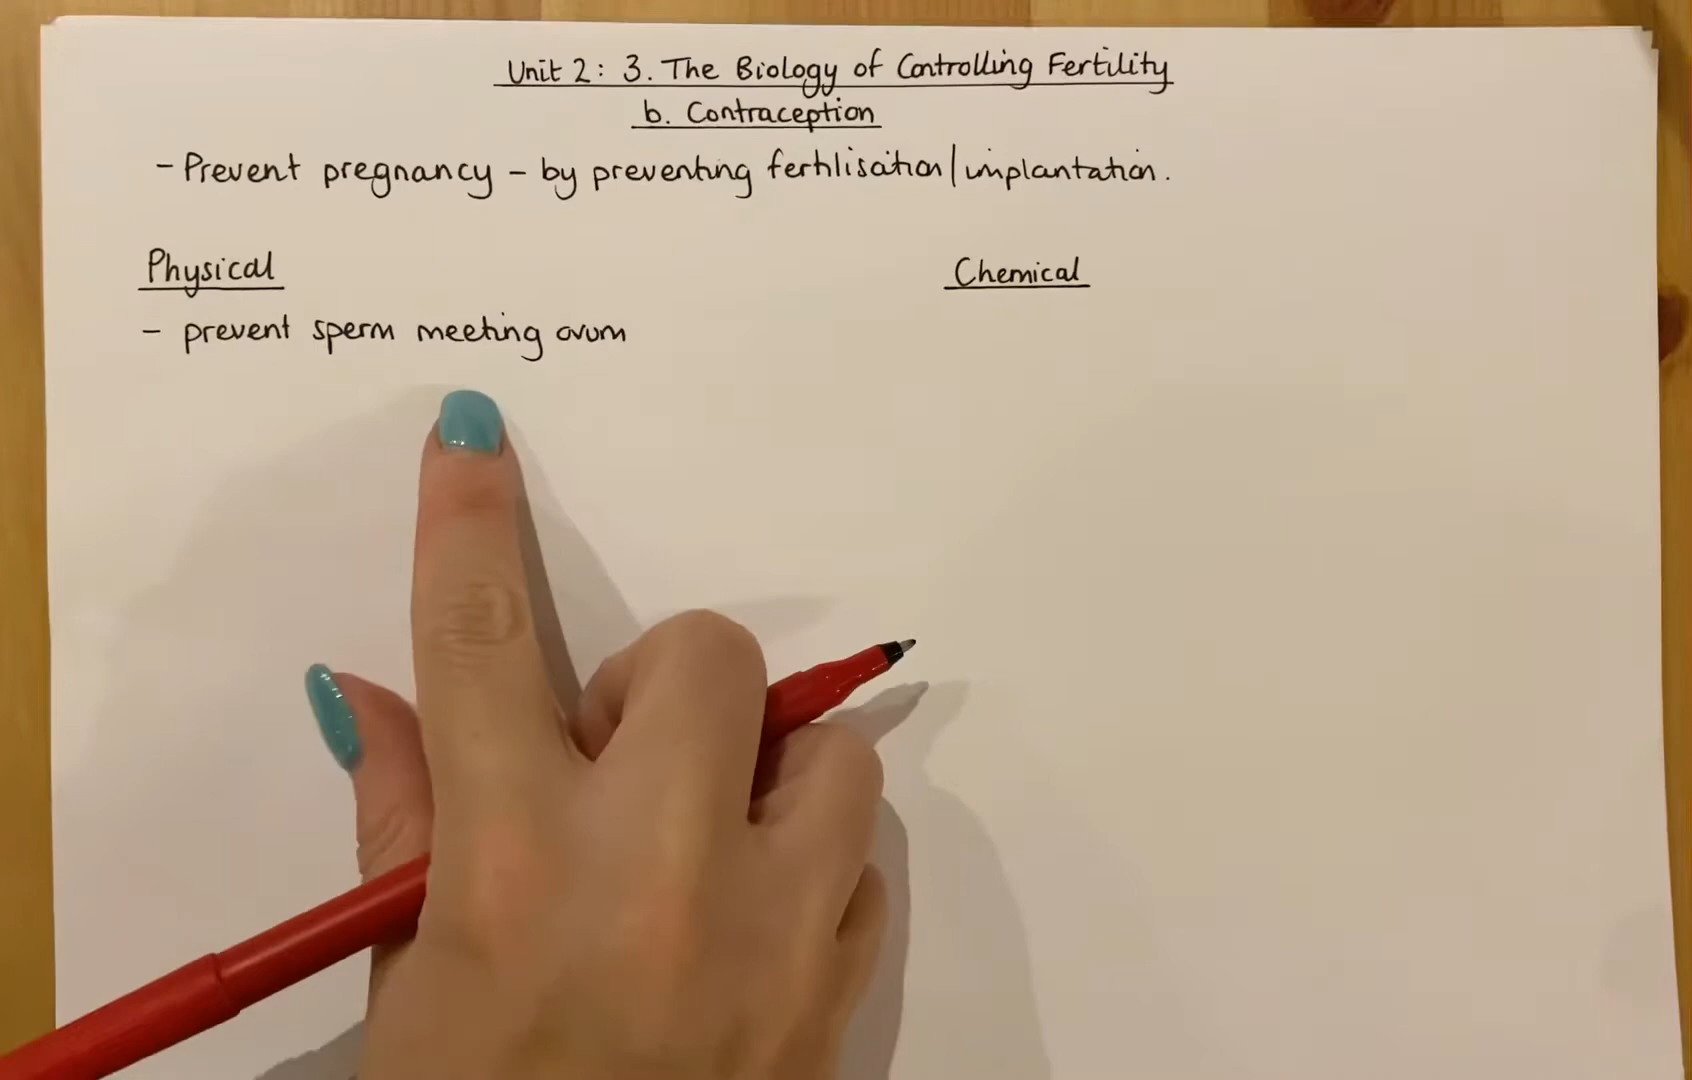 Unit 2: 3. The Biology of Controlling Fertility
b. Contraception
- Prevent pregnancy - by preventing fertilisation/implantation.
Physical
- prevent sperm meeting ovum
Chemical